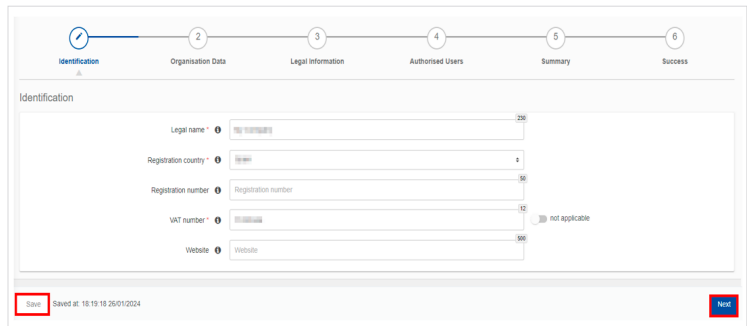 2 3 4 5 6
Identification Organisation Data Legal Information Authorised Users Summary Success
Identification
230
Legal name *
Registration country *
50
Registration number Registration number
12
VAT number * not applicable
500
Website Website
Save Saved at: 18:19:18 26/01/2024 Next